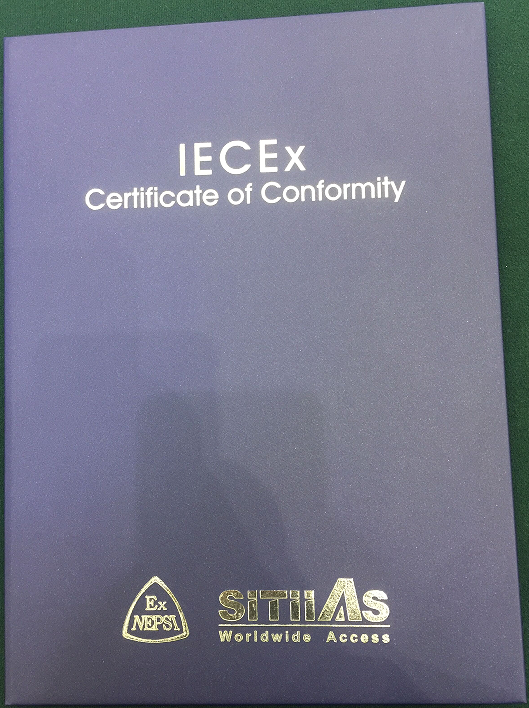 IECEx
Certificate of Conformity
Ex
NEPSI
SiTiiAS
Worldwide Access